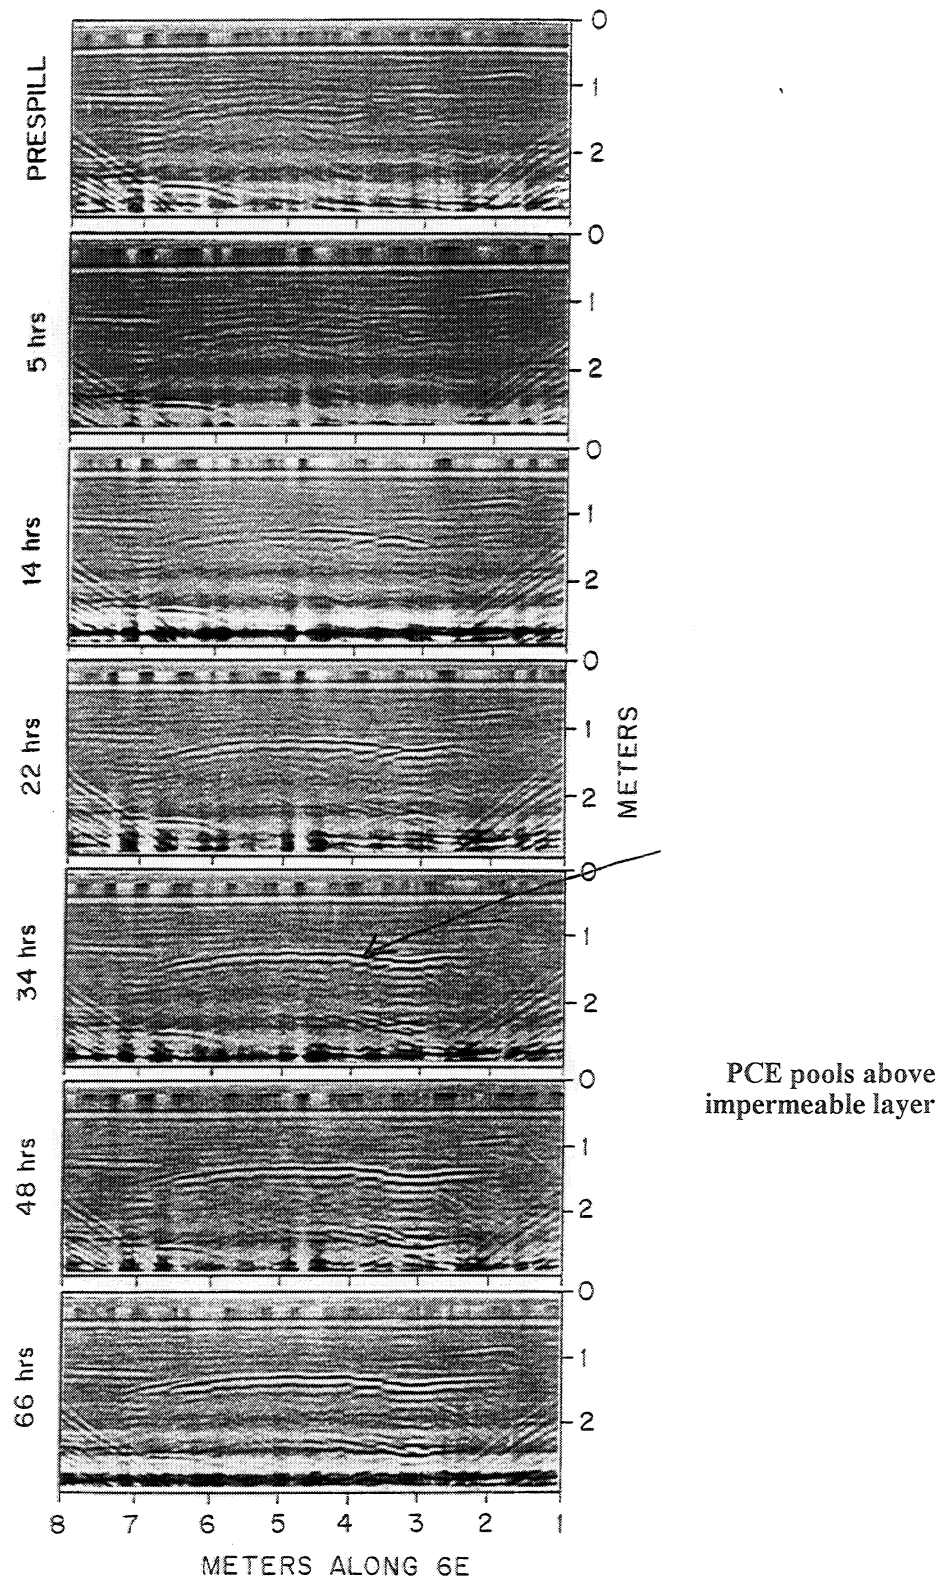 PRESPILL
0
1
2
5 hrs
0
1
2
14 hrs
0
1
2
22 hrs
0
1
2
METERS
34 hrs
0
1
2
PCE pools above
impermeable layer
48 hrs
0
1
2
66 hrs
0
1
2
8 7 6 5 4 3 2 1
METERS ALONG 6E